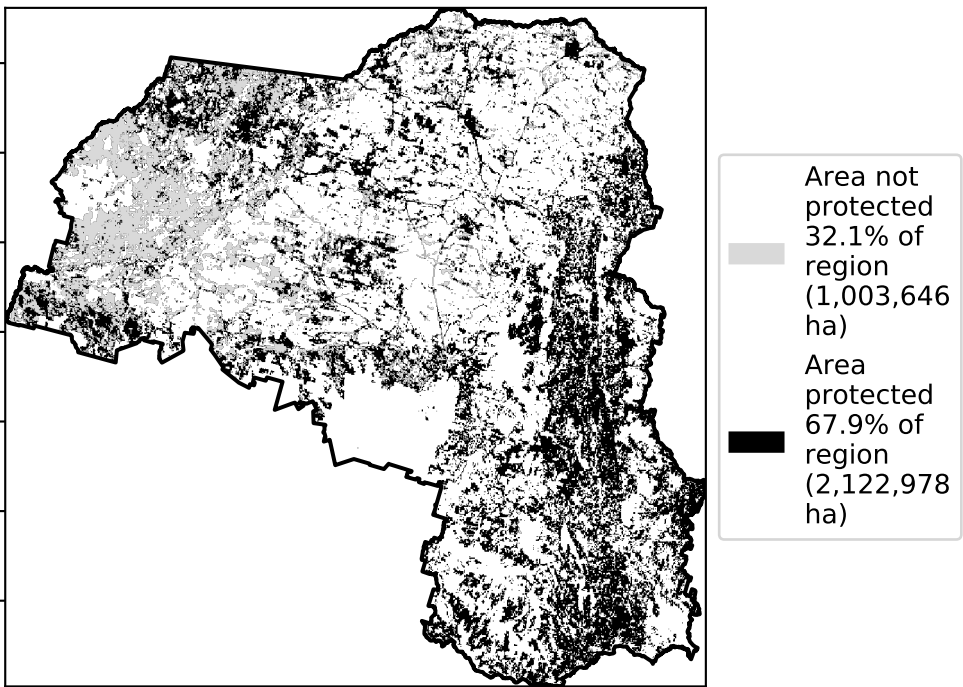 Area not
protected
32.1% of
region
(1,003,646
ha)
Area
protected
67.9% of
region
(2,122,978
ha)